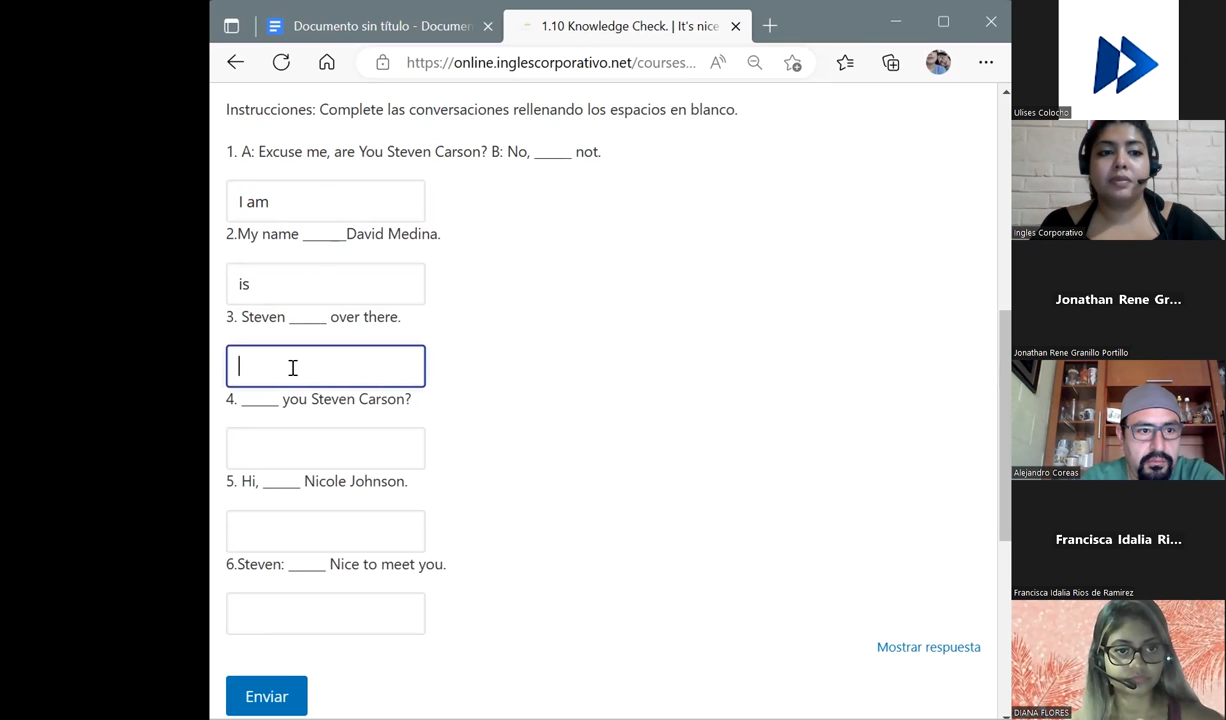 Documento sin título - Documen
1.10 Knowledge Check. | It's nice
https://online.inglescorporativo.net/courses...
Instrucciones: Complete las conversaciones rellenando los espacios en blanco.
1. A: Excuse me, are You Steven Carson? B: No, _____ not.
I am
2.My name ______David Medina.
is
3. Steven _____ over there.
4. _____ you Steven Carson?
5. Hi, _____ Nicole Johnson.
6.Steven: _____ Nice to meet you.
Mostrar respuesta
Enviar
Ulises Colocho
Ingles Corporativo
Jonathan Rene Gr...
Jonathan Rene Granillo Portillo
Alejandro Coreas
Francisca Idalia Ri...
Francisca Idalia Rios de Ramirez
DIANA FLORES